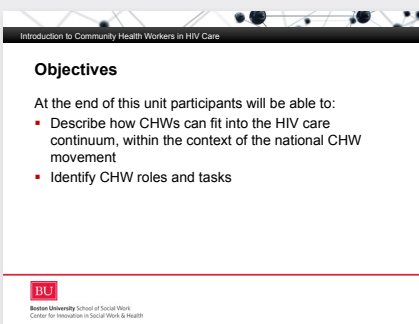 Introduction to Community Health Workers in HIV Care
Objectives
At the end of this unit participants will be able to:
▪ Describe how CHWs can fit into the HIV care
continuum, within the context of the national CHW
movement
▪ Identify CHW roles and tasks
BU
Boston University School of Social Work
Center for Innovation in Social Work & Health